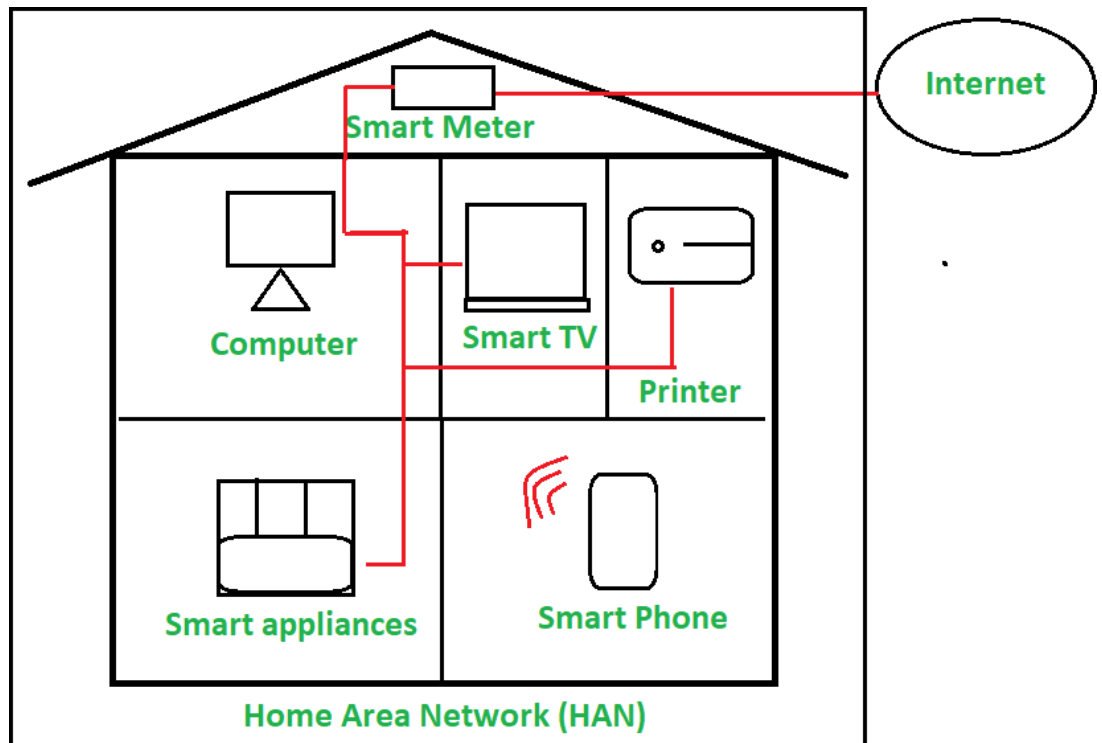 Internet
Smart Meter
Computer
Smart TV
Printer
Smart appliances
Smart Phone
Home Area Network (HAN)